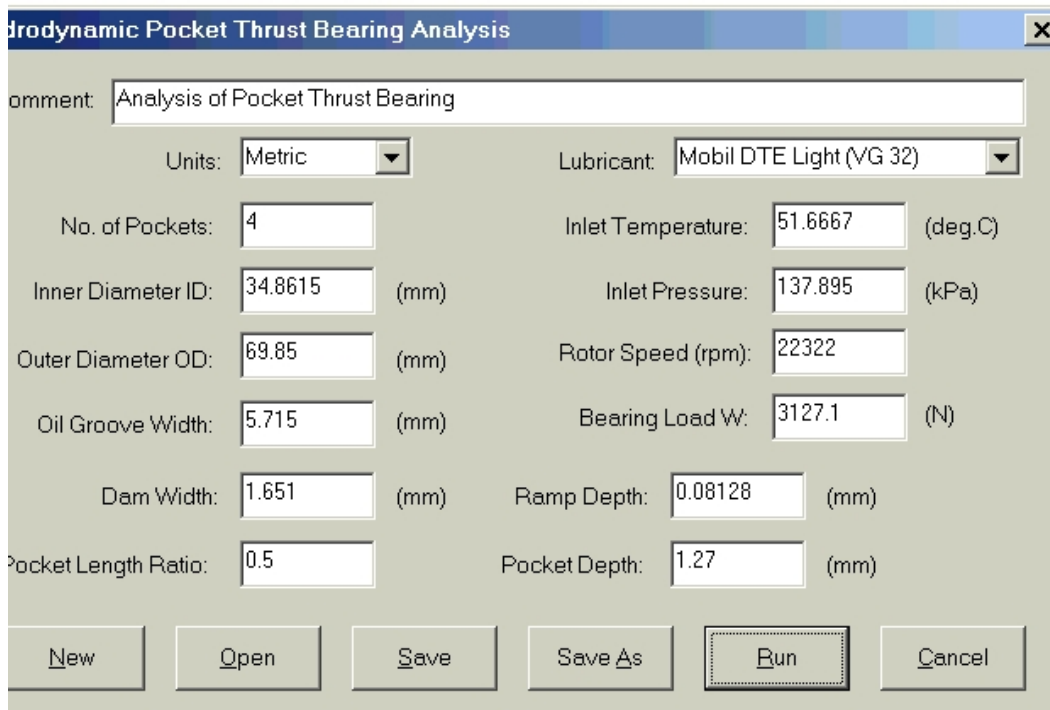 drodynamic Pocket Thrust Bearing Analysis
omment: Analysis of Pocket Thrust Bearing
Units: Metric Lubricant: Mobil DTE Light (VG 32)
No. of Pockets: 4 Inlet Temperature: 51.6667 (deg.C)
Inner Diameter ID: 34.8615 (mm) Inlet Pressure: 137.895 (kPa)
Outer Diameter OD: 69.85 (mm) Rotor Speed (rpm): 22322
Oil Groove Width: 5.715 (mm) Bearing Load W: 3127.1 (N)
Dam Width: 1.651 (mm) Ramp Depth: 0.08128 (mm)
Pocket Length Ratio: 0.5 Pocket Depth: 1.27 (mm)
New Open Save Save As Run Cancel